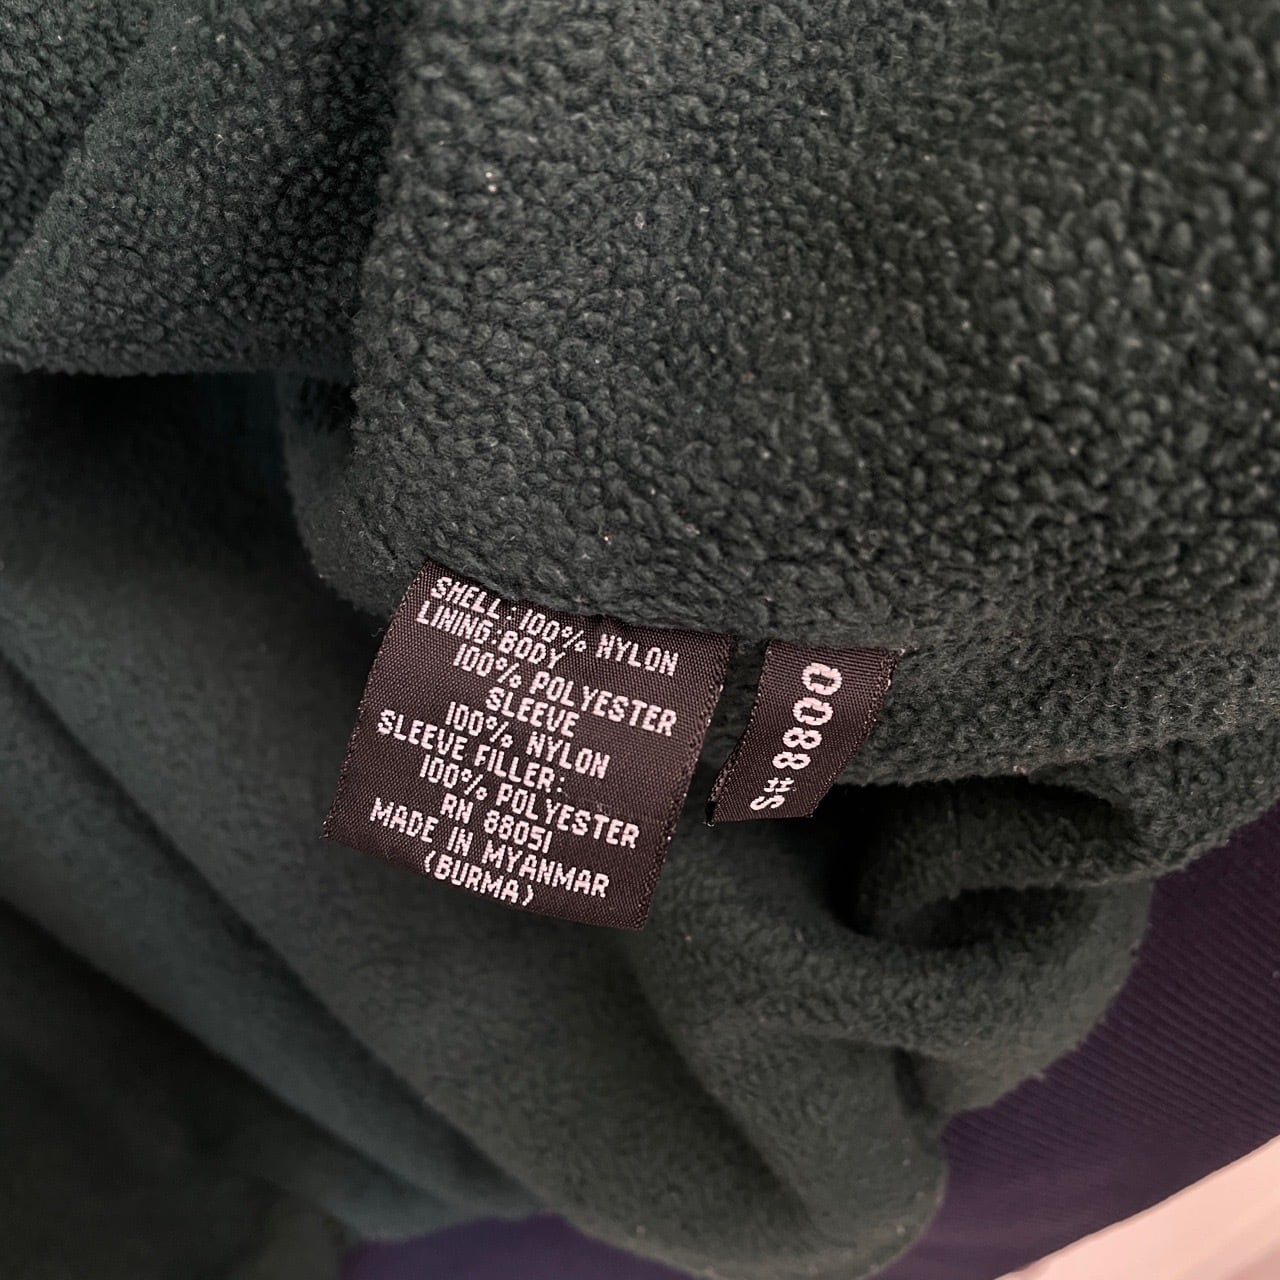 SHELL: 100% NYLON
LINING: BODY
100% POLYESTER
SLEEVE
100% NYLON
SLEEVE FILLER:
100% POLYESTER
RN 88051
MADE IN MYANMAR
(BURMA)
S#8800